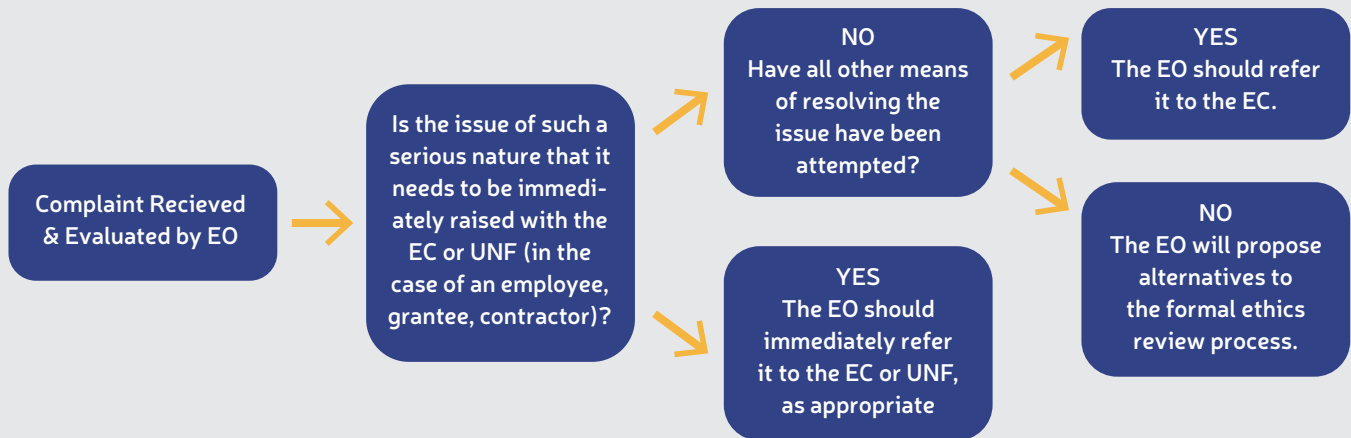 Complaint Recieved
& Evaluated by EO
Is the issue of such a
serious nature that it
needs to be immedi-
ately raised with the
EC or UNF (in the
case of an employee,
grantee, contractor)?
NO
Have all other means
of resolving the
issue have been
attempted?
YES
The EO should refer
it to the EC.
NO
The EO will propose
alternatives to
the formal ethics
review process.
YES
The EO should
immediately refer
it to the EC or UNF,
as appropriate